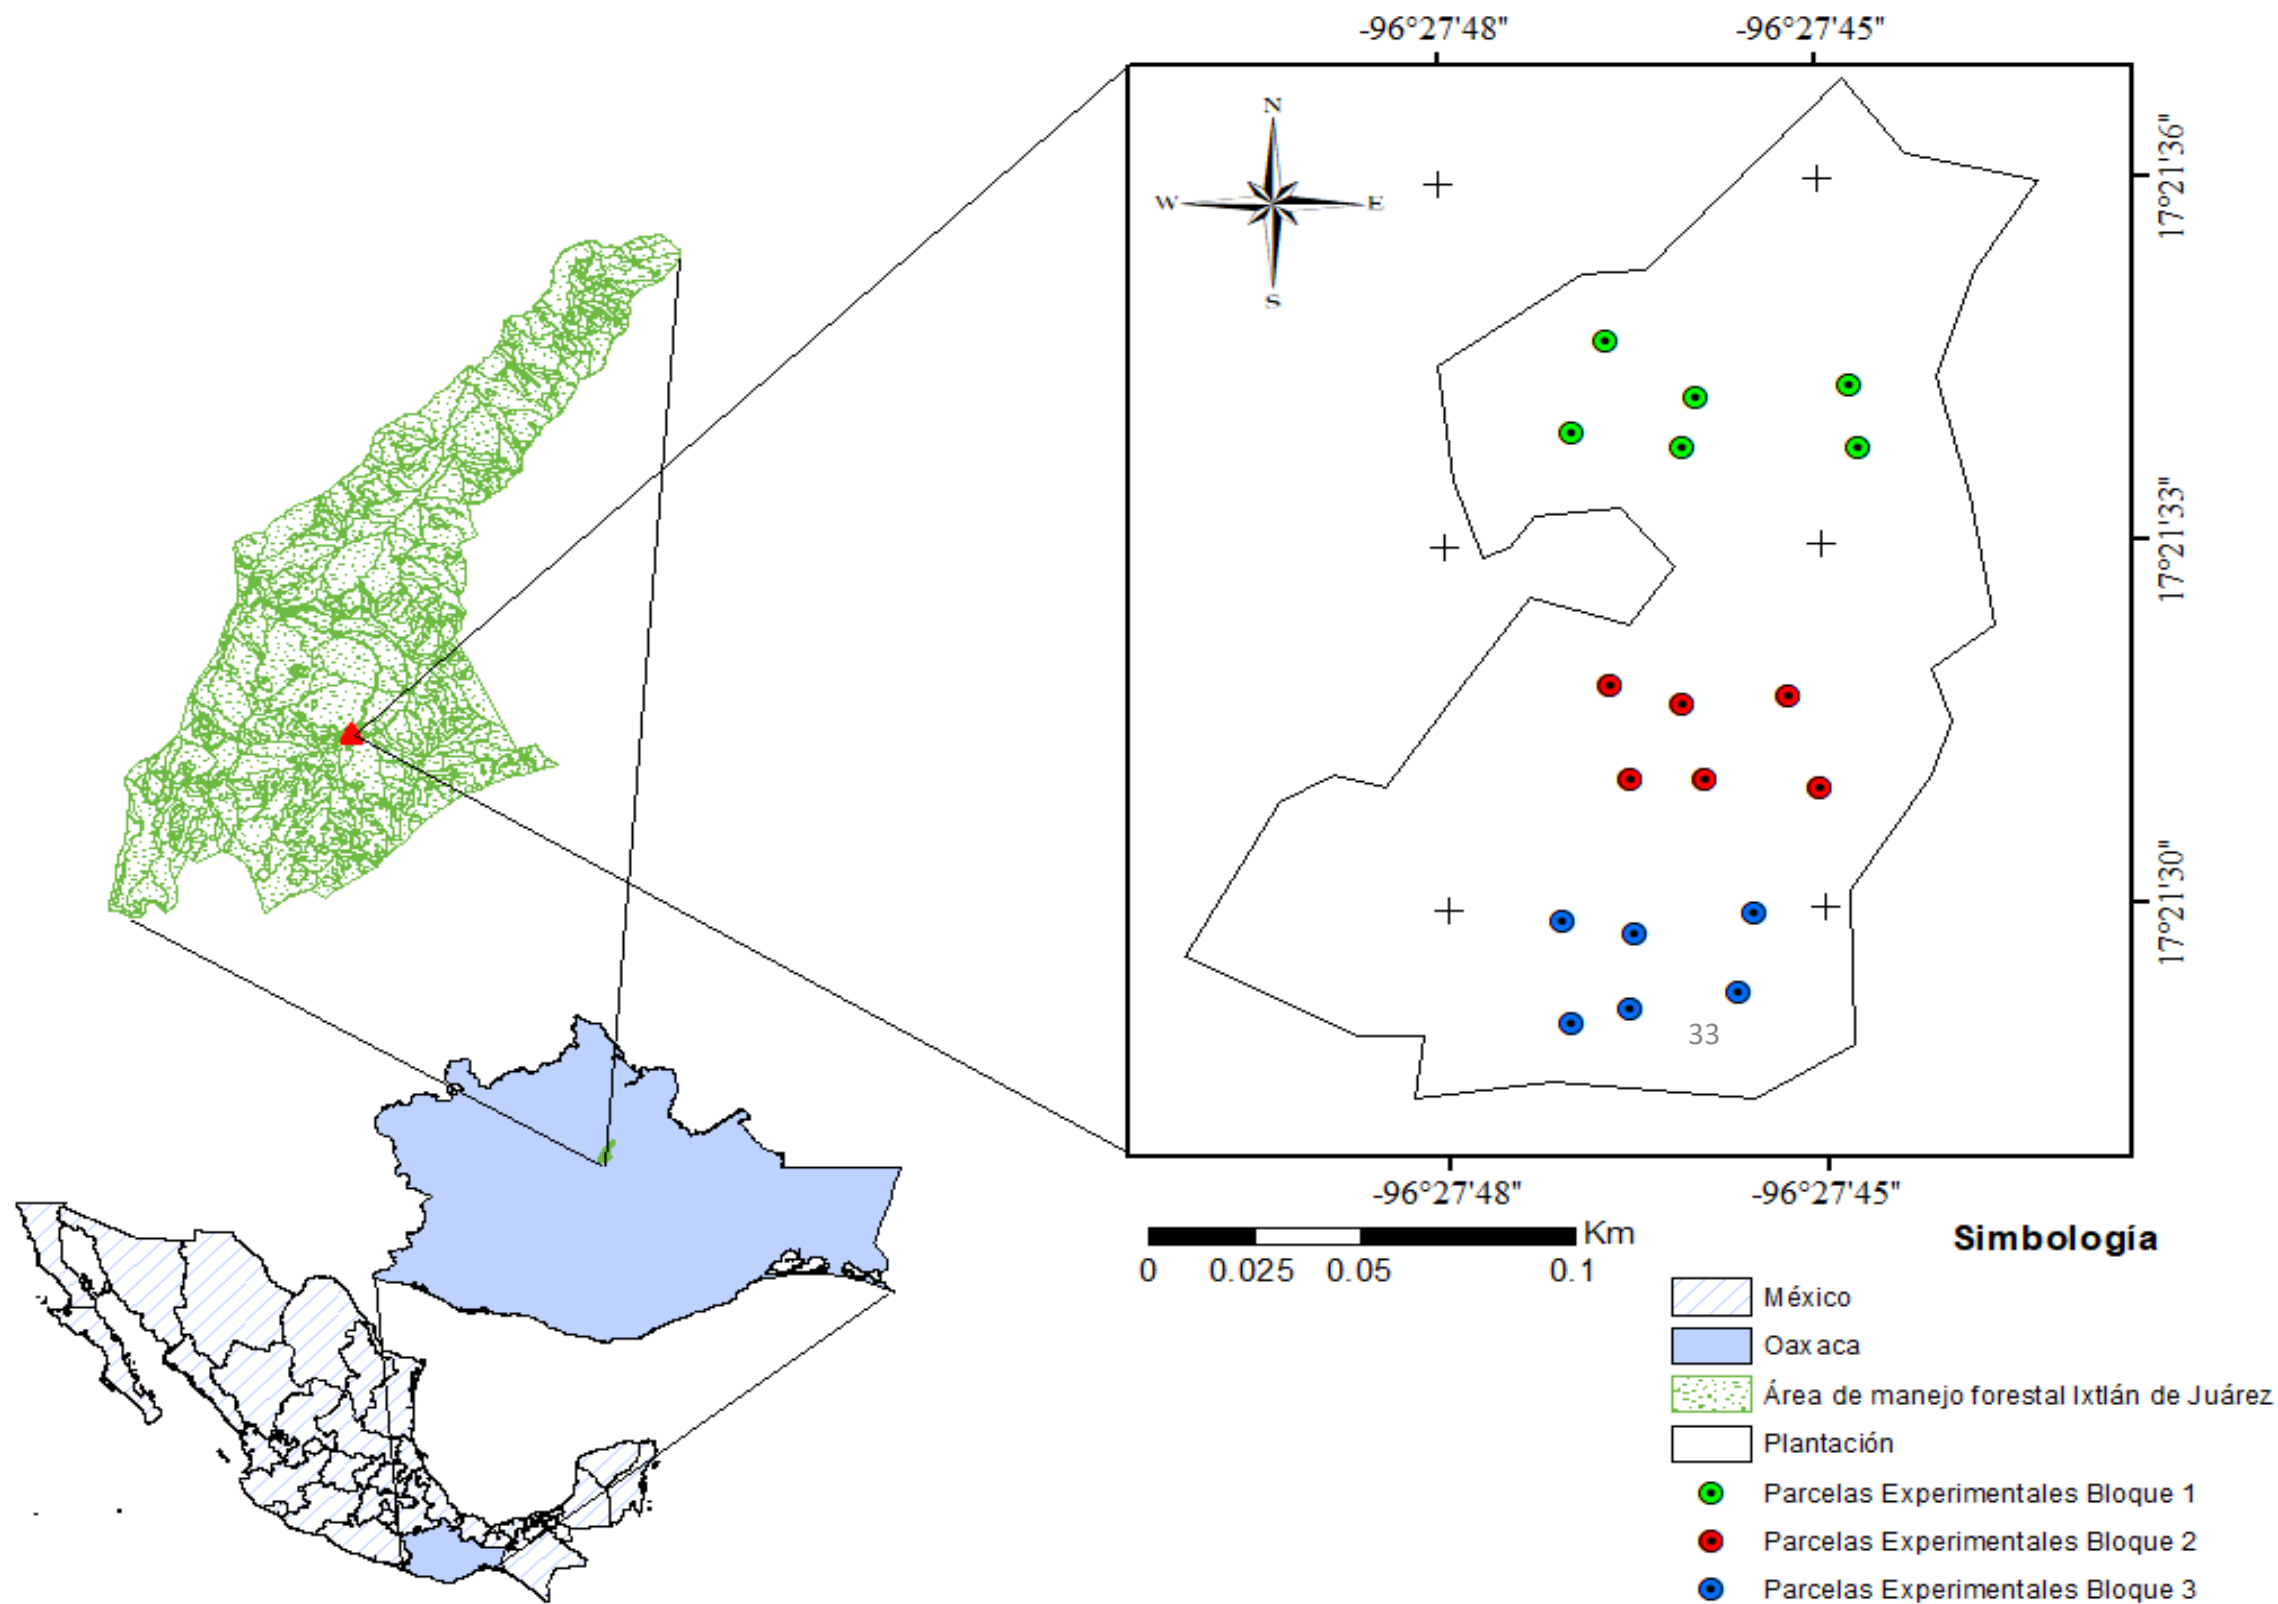 -96°27'48" -96°27'45"
N
W E
S
17°21'36"
17°21'33"
17°21'30"
33
-96°27'48" -96°27'45"
Km
0 0.025 0.05 0.1
Simbología
México
Oaxaca
Área de manejo forestal Ixtlán de Juárez
Plantación
Parcelas Experimentales Bloque 1
Parcelas Experimentales Bloque 2
Parcelas Experimentales Bloque 3